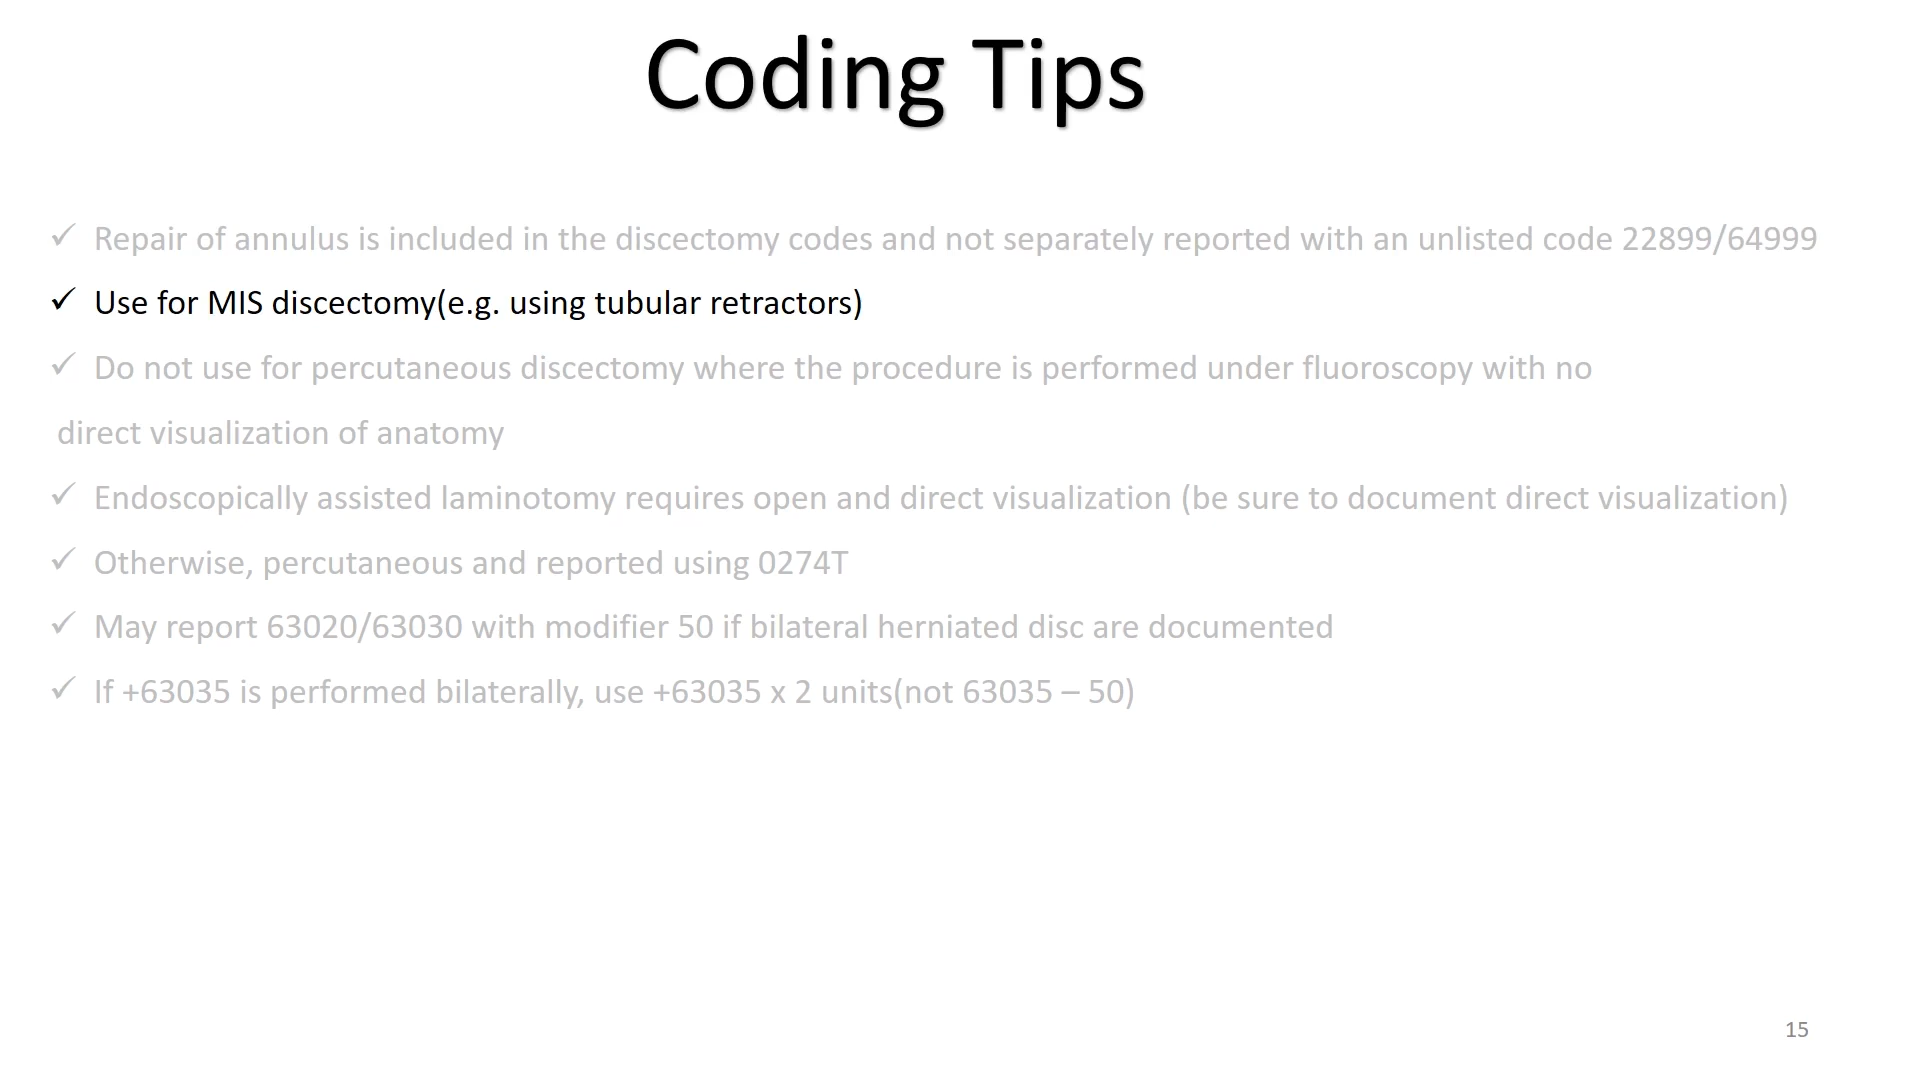 Coding Tips
✓ Repair of annulus is included in the discectomy codes and not separately reported with an unlisted code 22899/64999
✓ Use for MIS discectomy(e.g. using tubular retractors)
✓ Do not use for percutaneous discectomy where the procedure is performed under fluoroscopy with no
direct visualization of anatomy
✓ Endoscopically assisted laminotomy requires open and direct visualization (be sure to document direct visualization)
✓ Otherwise, percutaneous and reported using 0274T
✓ May report 63020/63030 with modifier 50 if bilateral herniated disc are documented
✓ If +63035 is performed bilaterally, use +63035 x 2 units(not 63035 – 50)
15